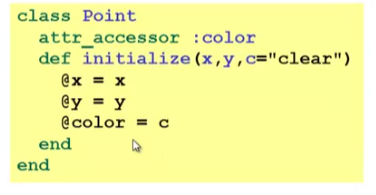 class Point
  attr_accessor :color
  def initialize(x,y,c="clear")
    @x = x
    @y = y
    @color = c
  end
end